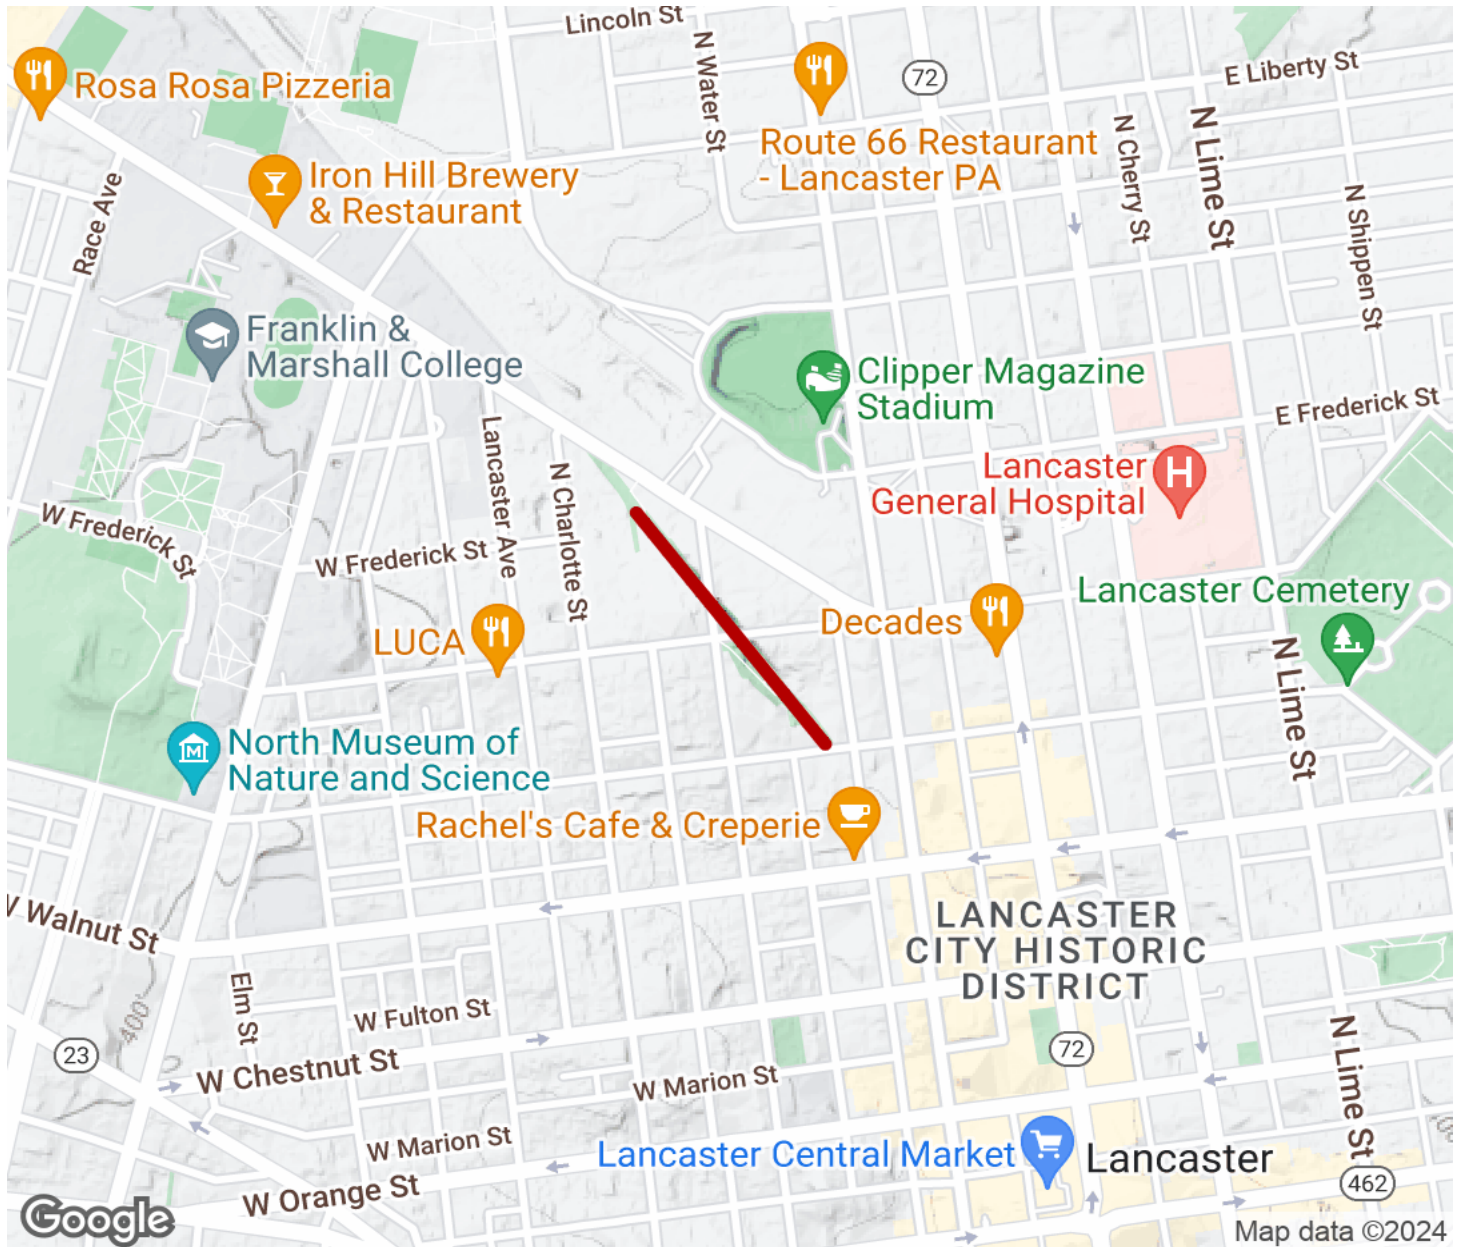 Lincoln St
N Water St
72
E Liberty St
Rosa Rosa Pizzeria
Route 66 Restaurant
- Lancaster PA
N Cherry St
N Lime St
Race Ave
Iron Hill Brewery
& Restaurant
N Shippen St
Franklin &
Marshall College
Clipper Magazine
Stadium
E Frederick St
Lancaster Ave
N Charlotte St
Lancaster
General Hospital
H
W Frederick St
W Frederick St
Lancaster Cemetery
Decades
LUCA
N Lime St
North Museum of
Nature and Science
M
Rachel's Cafe & Creperie
W Walnut St
LANCASTER
CITY HISTORIC
DISTRICT
Elm St
400'
W Fulton St
23
W Chestnut St
72
N Lime St
W Marion St
W Marion St
Lancaster Central Market
Lancaster
W Orange St
462
Google
Map data ©2024